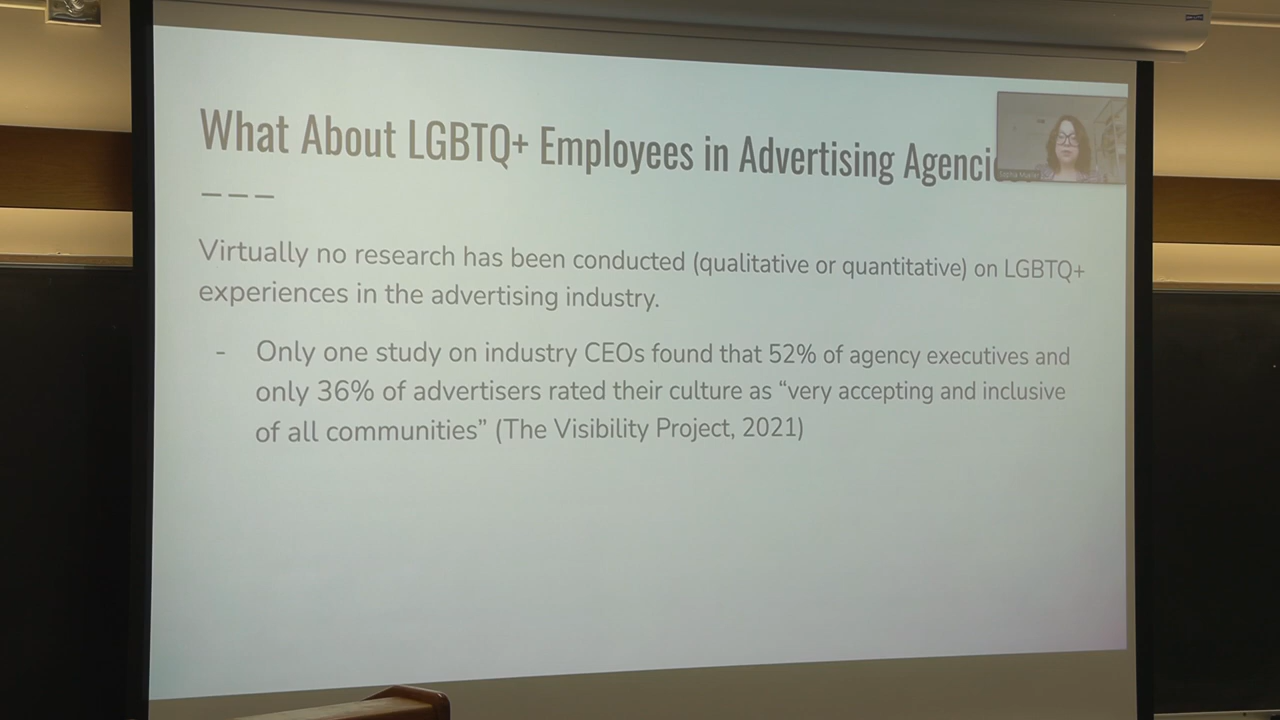 What About LGBTQ+ Employees in Advertising
Virtually no research has been conducted (qualitative or quantitative) on LGBTQ+
experiences in the advertising industry.
- Only one study on industry CEOs found that 52% of agency executives and
only 36% of advertisers rated their culture as “very accepting and inclusive
of all communities” (The Visibility Project, 2021)